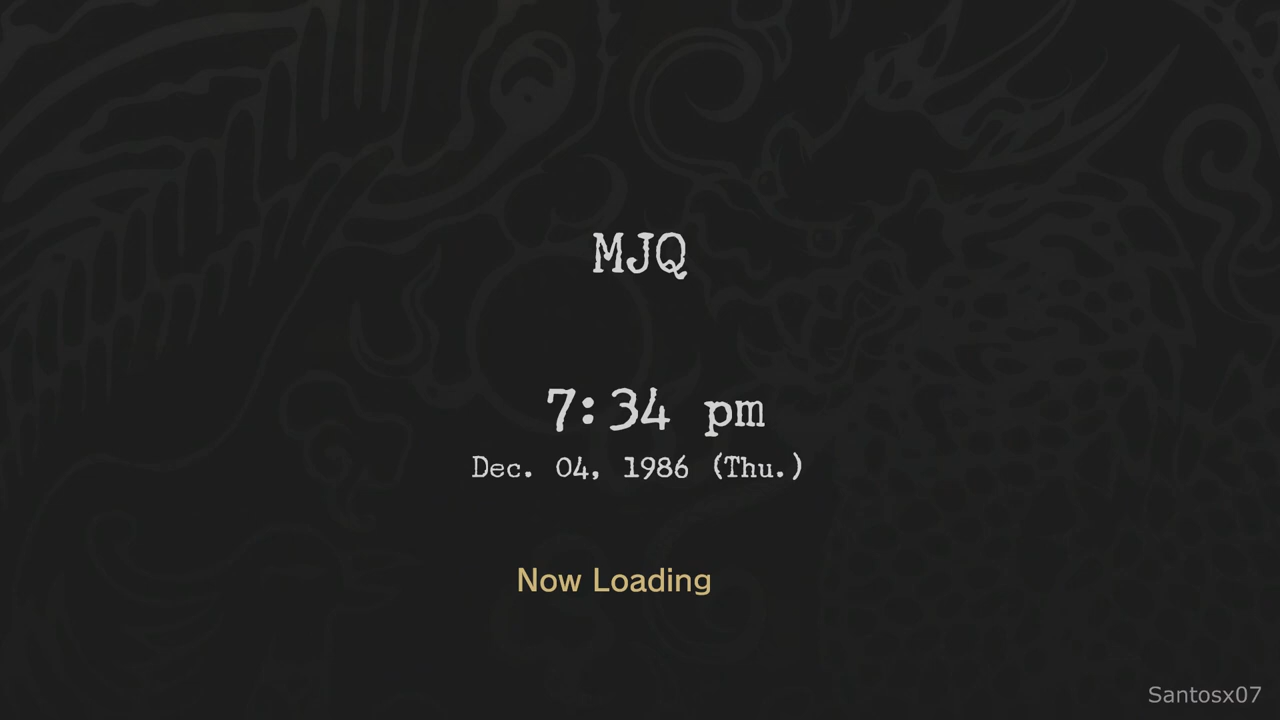 MJQ
7:34 pm
Dec. 04, 1986 (Thu.)
Now Loading
Santosx07